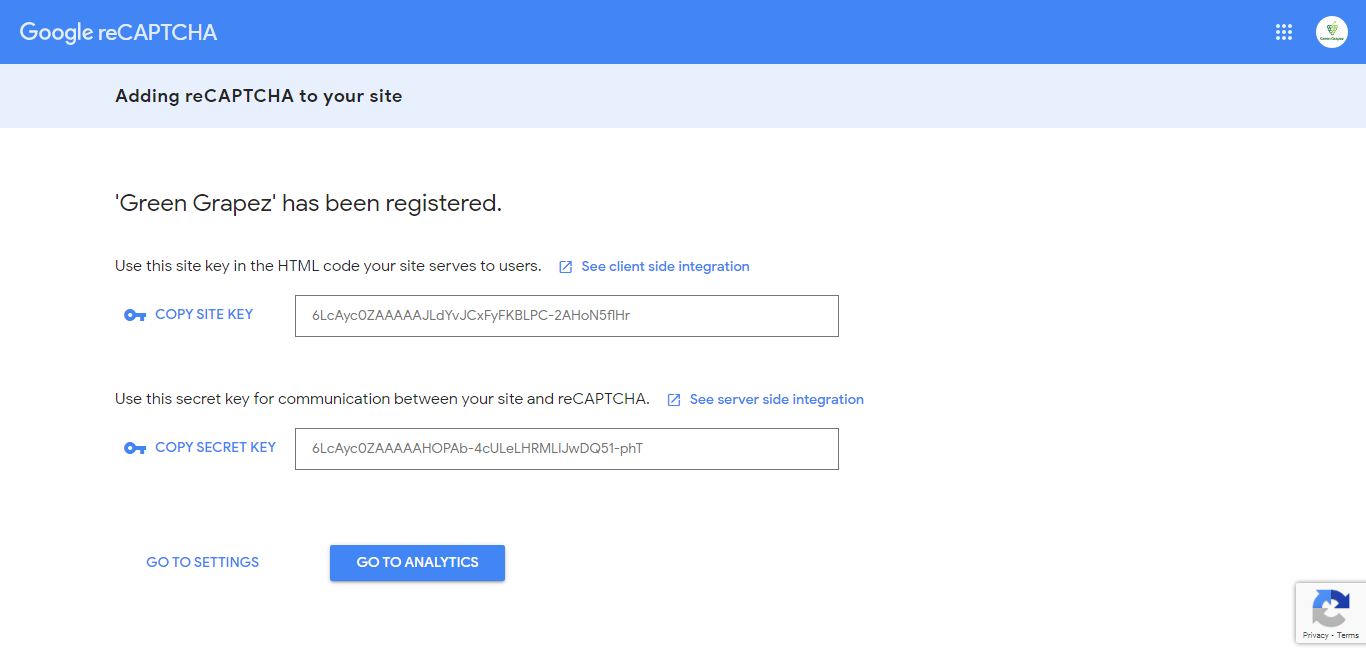 Google reCAPTCHA
Adding reCAPTCHA to your site
'Green Grapez' has been registered.
Use this site key in the HTML code your site serves to users. See client side integration
COPY SITE KEY 6LcAyc0ZAAAAAJLdYvJCxFyFKBLPC-2AHoN5flHr
Use this secret key for communication between your site and reCAPTCHA. See server side integration
COPY SECRET KEY 6LcAyc0ZAAAAAHOPAb-4cULeLHRMLlJwDQ51-phT
GO TO SETTINGS GO TO ANALYTICS
Privacy - Terms